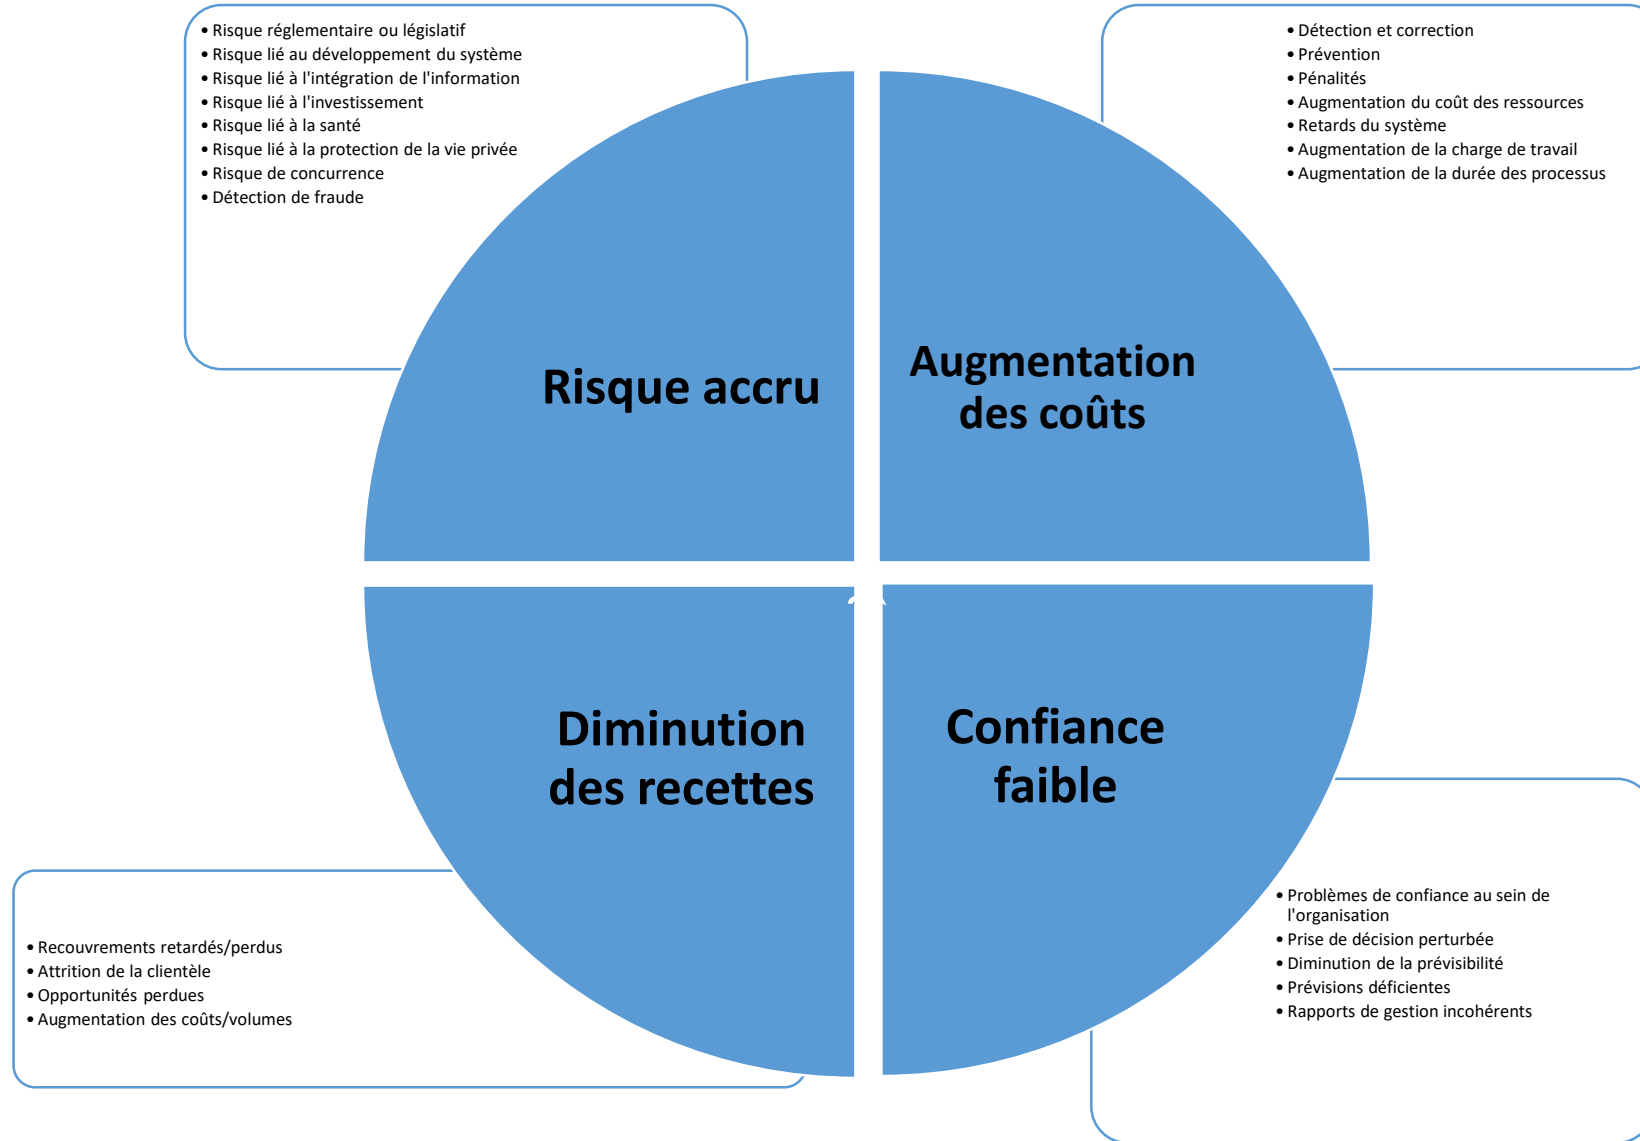 • Risque réglementaire ou législatif
• Risque lié au développement du système
• Risque lié à l'intégration de l'information
• Risque lié à l'investissement
• Risque lié à la santé
• Risque lié à la protection de la vie privée
• Risque de concurrence
• Détection de fraude
• Détection et correction
• Prévention
• Pénalités
• Augmentation du coût des ressources
• Retards du système
• Augmentation de la charge de travail
• Augmentation de la durée des processus
Risque accru
Augmentation
des coûts
Diminution
des recettes
Confiance
faible
• Recouvrements retardés/perdus
• Attrition de la clientèle
• Opportunités perdues
• Augmentation des coûts/volumes
• Problèmes de confiance au sein de
l'organisation
• Prise de décision perturbée
• Diminution de la prévisibilité
• Prévisions déficientes
• Rapports de gestion incohérents